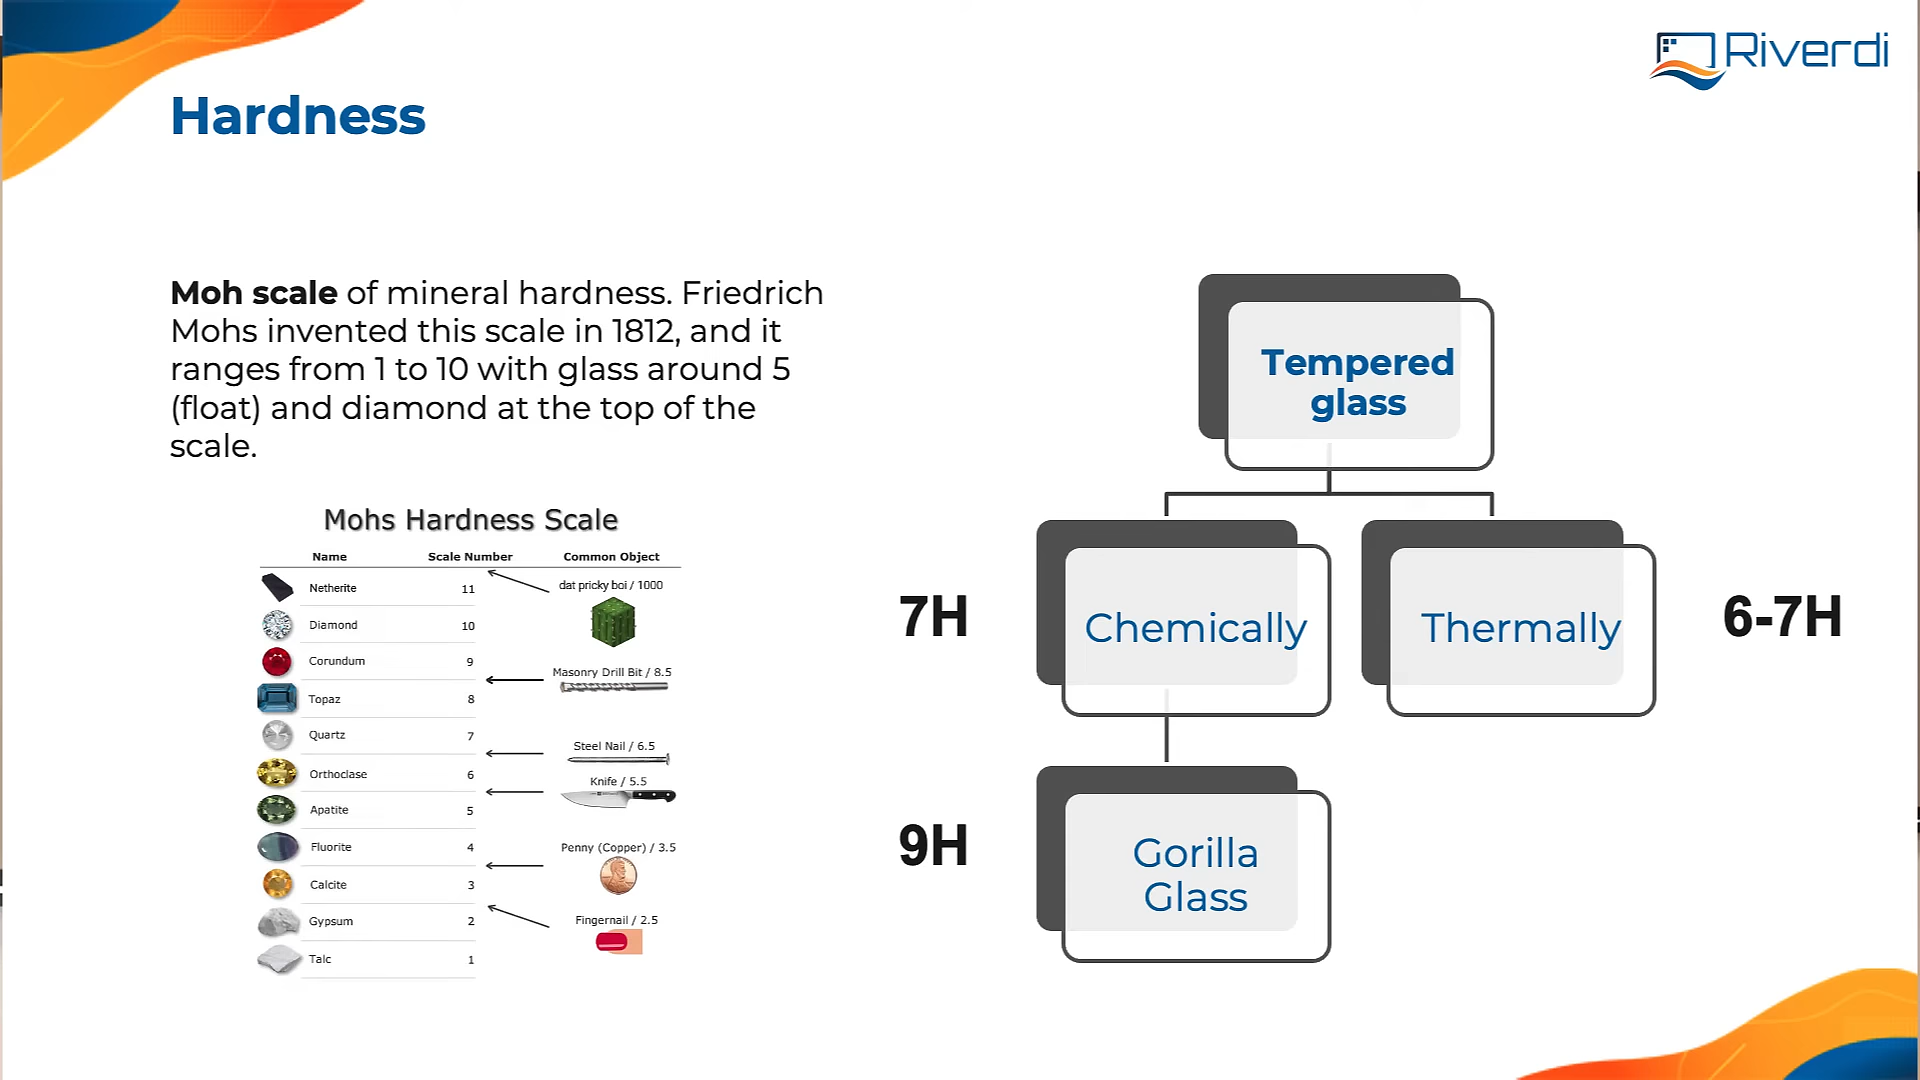 Riverdi
Hardness
Moh scale of mineral hardness. Friedrich
Mohs invented this scale in 1812, and it
ranges from 1 to 10 with glass around 5
(float) and diamond at the top of the
scale.
Mohs Hardness Scale
Name Scale Number Common Object
Netherite 11 dat pricky boi / 1000
Diamond 10
Corundum 9
Masonry Drill Bit / 8.5
Topaz 8
Quartz 7
Steel Nail / 6.5
Orthoclase 6
Knife / 5.5
Apatite 5
Fluorite 4
Penny (Copper) / 3.5
Calcite 3
Gypsum 2
Fingernail / 2.5
Talc 1
Tempered
glass
7H
Chemically
Thermally
6-7H
9H
Gorilla
Glass